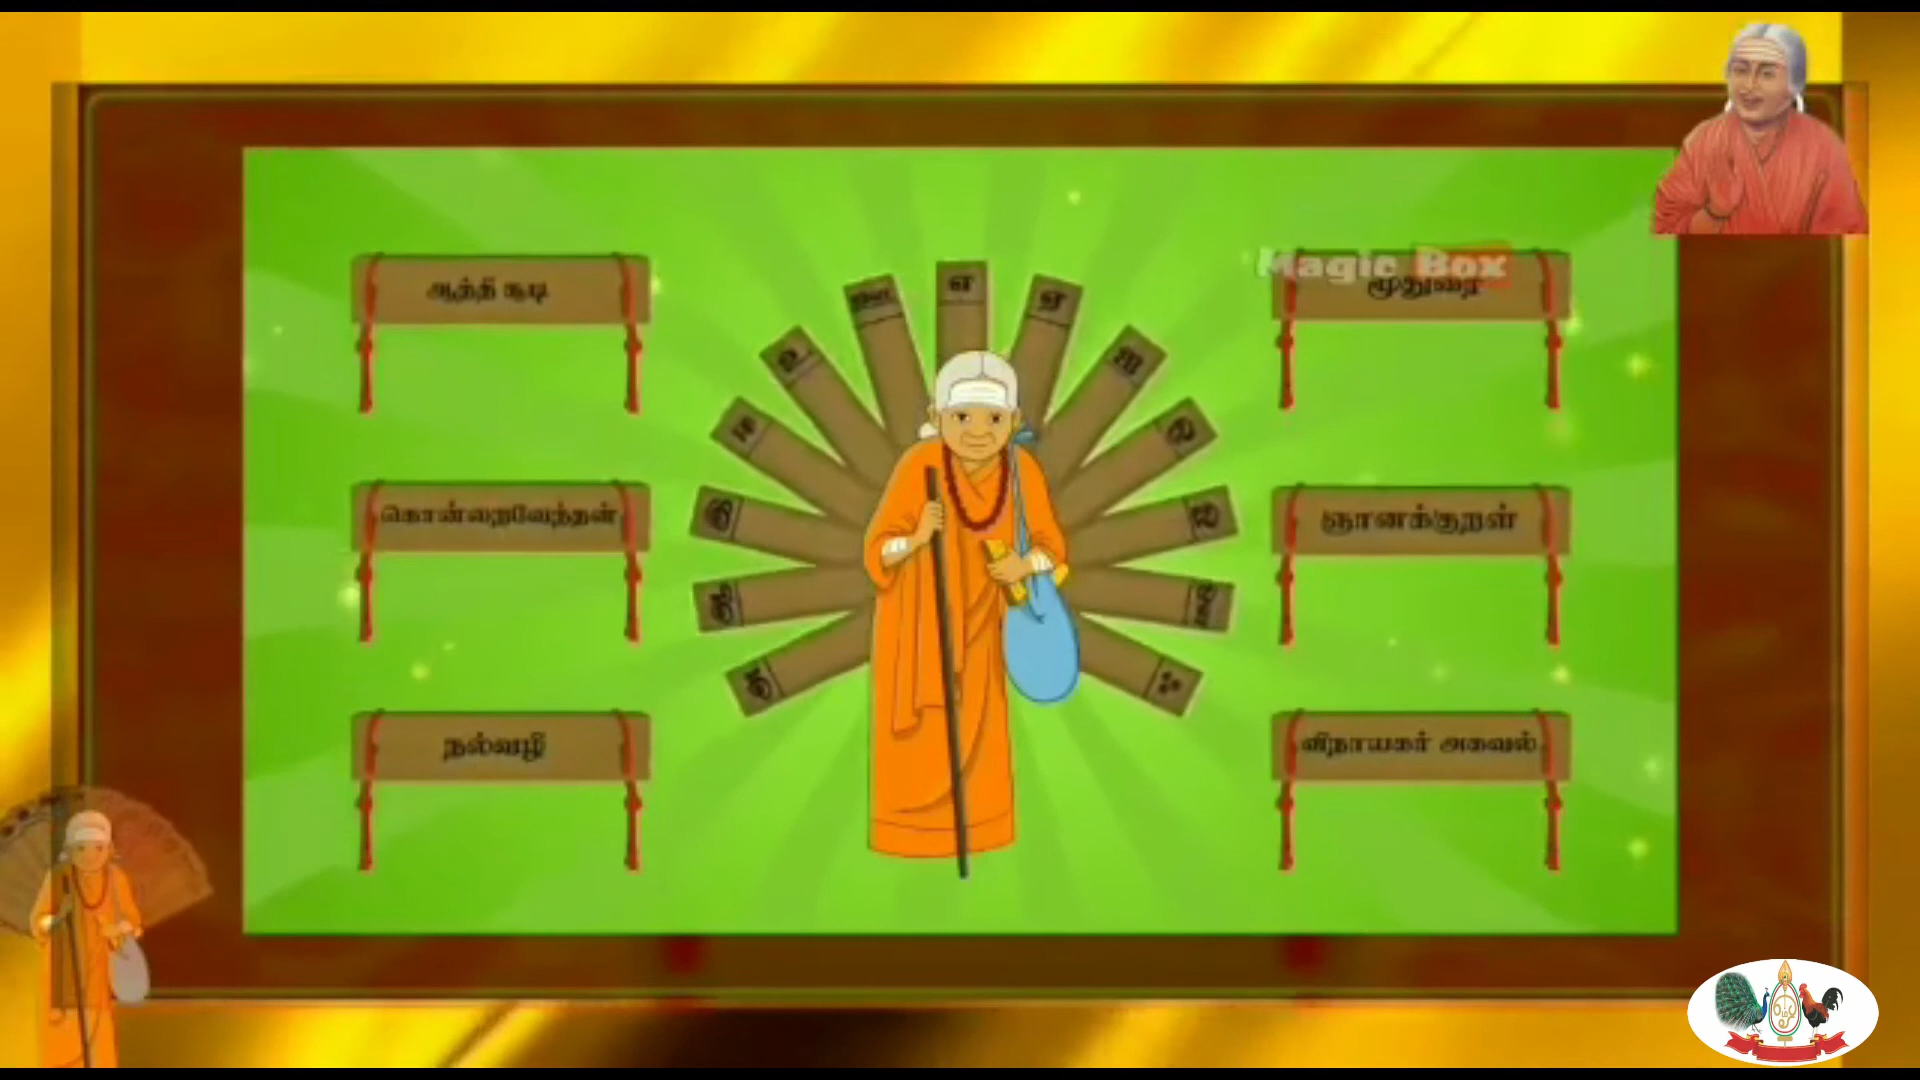 ஆத்தி சூடி
கொன்றைவேந்தன்
நல்வழி
Magic Box
மூதுரை
ஞானக்குறள்
விநாயகர் அகவல்
அ
ஆ
இ
ஈ
உ
ஊ
எ
ஏ
ஐ
ஒ
ஓ
ஔ
ஃ